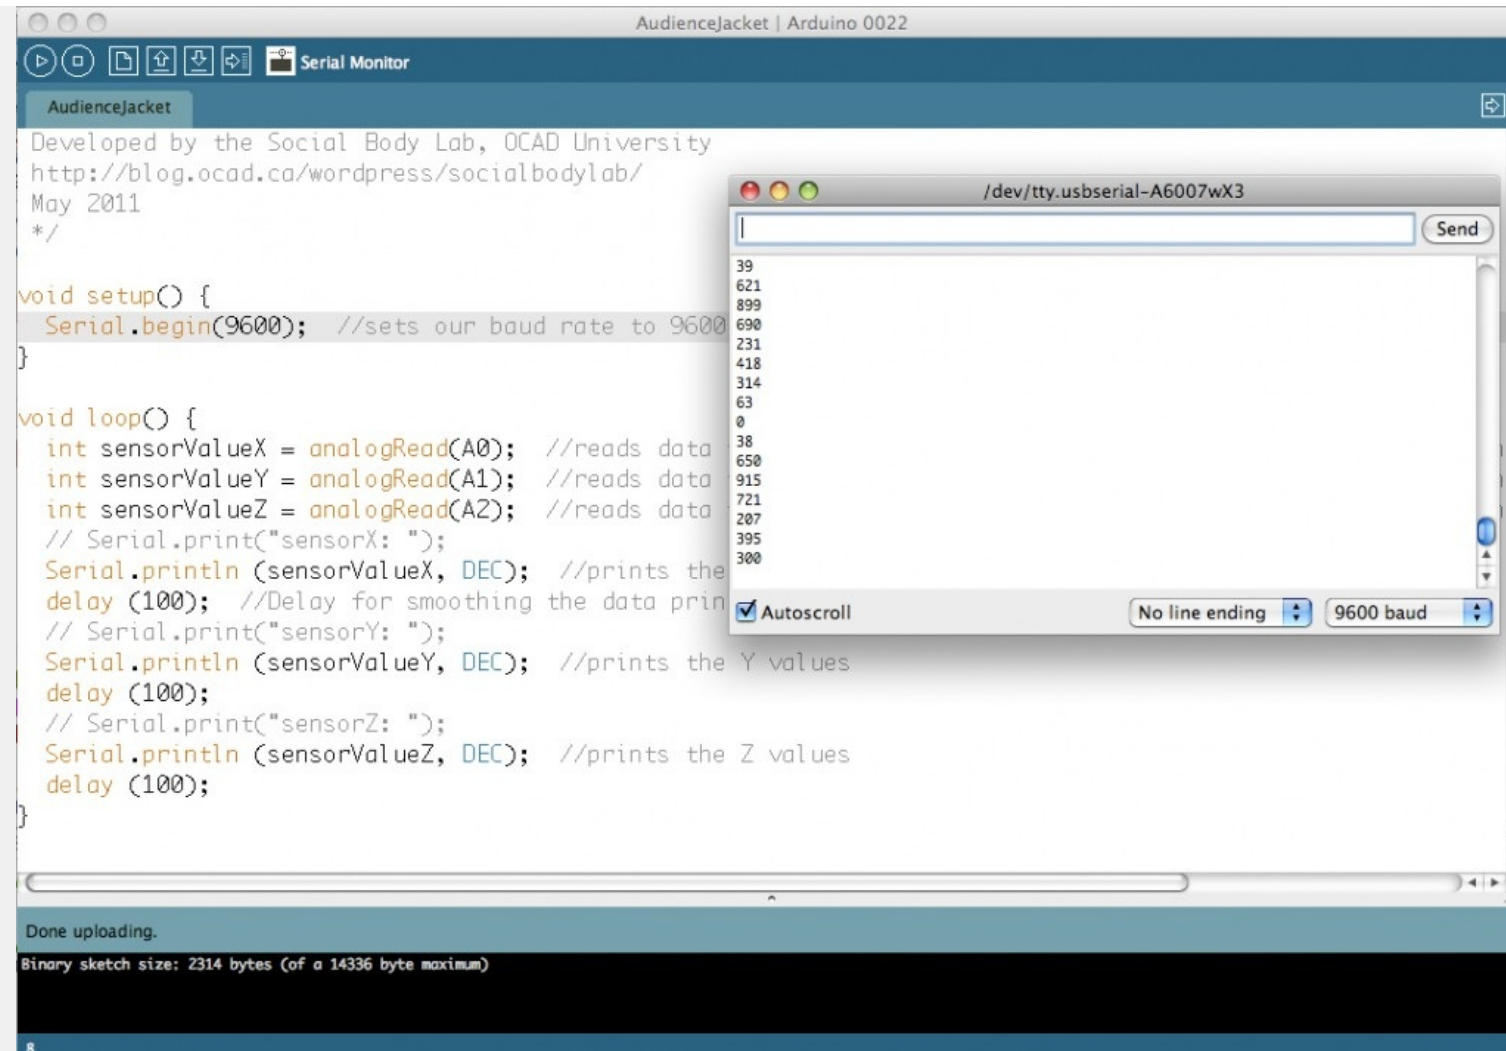 AudienceJacket | Arduino 0022
Serial Monitor
AudienceJacket
Developed by the Social Body Lab, OCAD University
http://blog.ocad.ca/wordpress/socialbodylab/
May 2011
*/
void setup() {
Serial.begin(9600);  //sets our baud rate to 9600
}
void loop() {
int sensorValueX = analogRead(A0);  //reads data
int sensorValueY = analogRead(A1);  //reads data
int sensorValueZ = analogRead(A2);  //reads data
// Serial.print("sensorX: ");
Serial.println (sensorValueX, DEC);  //prints the
delay (100);  //Delay for smoothing the data prin
// Serial.print("sensorY: ");
Serial.println (sensorValueY, DEC);  //prints the Y values
delay (100);
// Serial.print("sensorZ: ");
Serial.println (sensorValueZ, DEC);  //prints the Z values
delay (100);
}
/dev/tty.usbserial-A6007wX3
Send
39
621
899
690
231
418
314
63
0
38
650
915
721
207
395
300
Autoscroll
No line ending
9600 baud
Done uploading.
Binary sketch size: 2314 bytes (of a 14336 byte maximum)
8